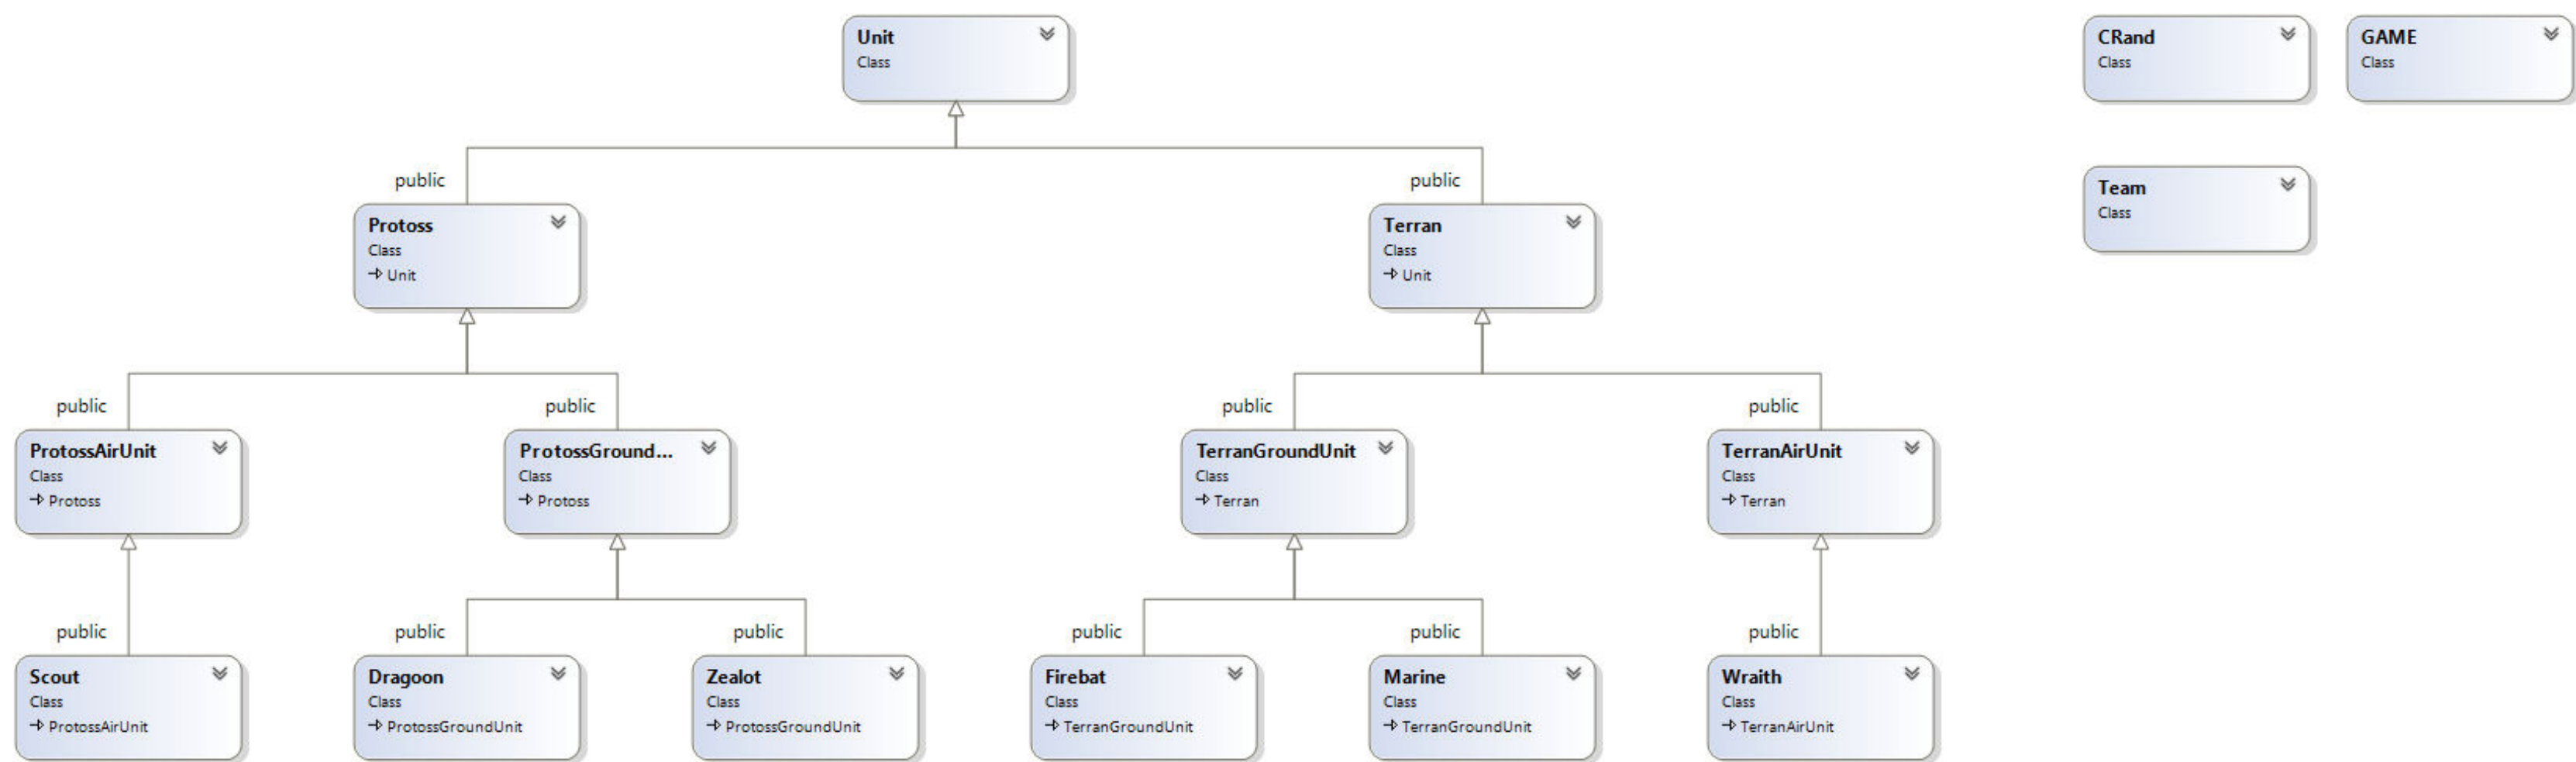 Unit
Class
CRand
Class
GAME
Class
Team
Class
public
public
Protoss
Class
Unit
Terran
Class
Unit
public
public
public
public
ProtossAirUnit
Class
Protoss
ProtossGround...
Class
Protoss
TerranGroundUnit
Class
Terran
TerranAirUnit
Class
Terran
public
public
public
public
public
public
Scout
Class
ProtossAirUnit
Dragoon
Class
ProtossGroundUnit
Zealot
Class
ProtossGroundUnit
Firebat
Class
TerranGroundUnit
Marine
Class
TerranGroundUnit
Wraith
Class
TerranAirUnit